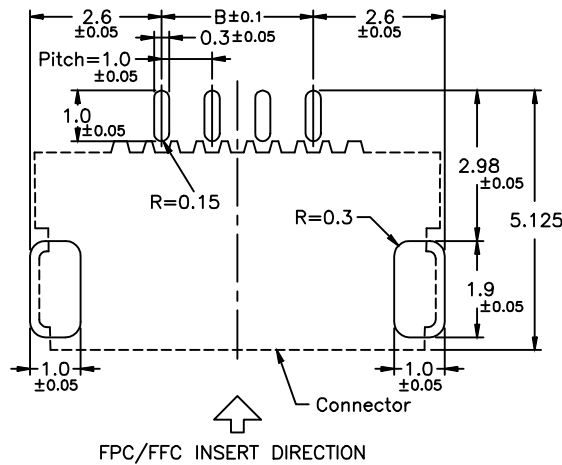 2.6
±0.05
B±0.1
2.6
±0.05
0.3±0.05
Pitch=1.0
±0.05
1.0
±0.05
R=0.15
2.98
±0.05
R=0.3
5.125
1.9
±0.05
1.0
±0.05
1.0
±0.05
Connector
FPC/FFC INSERT DIRECTION